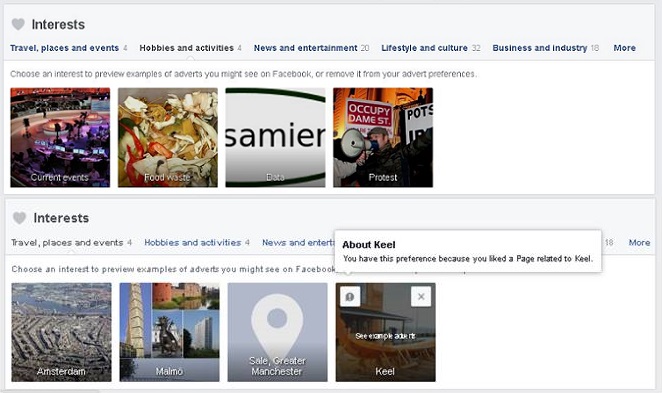 Interests
Travel, places and events 4 Hobbies and activities 4 News and entertainment 20 Lifestyle and culture 32 Business and industry 18 More
Choose an interest to preview examples of adverts you might see on Facebook, or remove it from your advert preferences.
samier
OCCUPY
DAME ST.
POTS
Current events Food waste Data Protest
Interests
Travel, places and events 4 Hobbies and activities 4 News and enterta 18 More
About Keel
You have this preference because you liked a Page related to Keel.
Choose an interest to preview examples of adverts you might see on Facebook
See example adverts
Amsterdam Malmö Sale, Greater
Manchester Keel